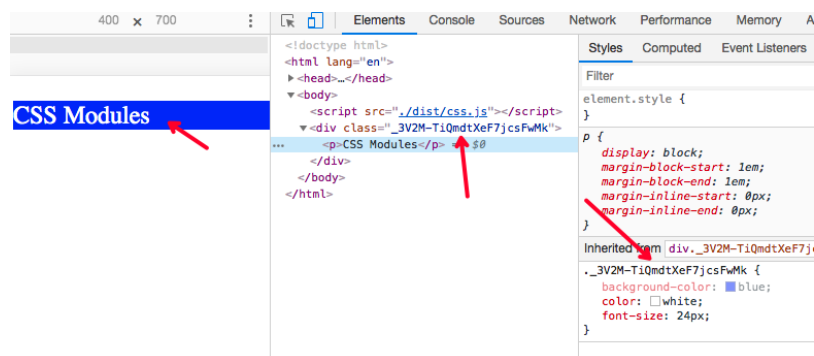 400 × 700
Elements Console Sources Network Performance Memory
CSS Modules
<!doctype html>
<html lang="en">
▶<head>…</head>
▼<body>
<script src="./dist/css.js"></script>
▼<div class="_3V2M-TiQmdtXeF7jcsFwMk">
<p>CSS Modules</p> == $0
</div>
</body>
</html>
Styles Computed Event Listeners
Filter
element.style {
}
p {
display: block;
margin-block-start: 1em;
margin-block-end: 1em;
margin-inline-start: 0px;
margin-inline-end: 0px;
}
Inherited from div._3V2M-TiQmdtXeF7j
._3V2M-TiQmdtXeF7jcsFwMk {
background-color: blue;
color: white;
font-size: 24px;
}